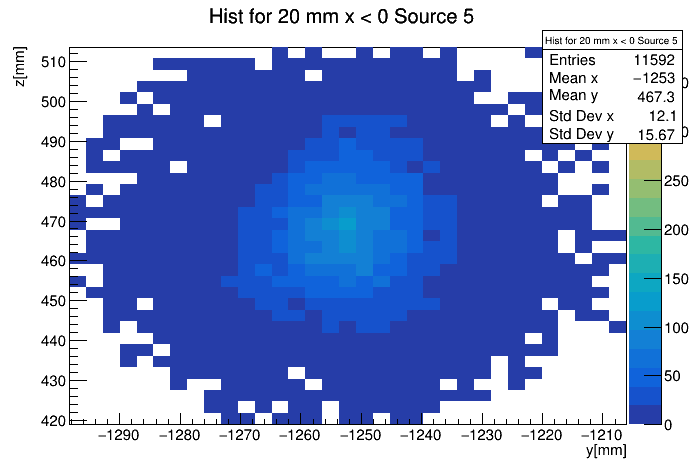 Hist for 20 mm x < 0 Source 5
z[mm]
510
500
490
480
470
460
450
440
430
420
−1290
−1280
−1270
−1260
−1250
−1240
−1230
−1220
−1210
y[mm]
Hist for 20 mm x < 0 Source 5
Entries 11592
Mean x −1253
Mean y 467.3
Std Dev x 12.1
Std Dev y 15.67
250
200
150
100
50
0